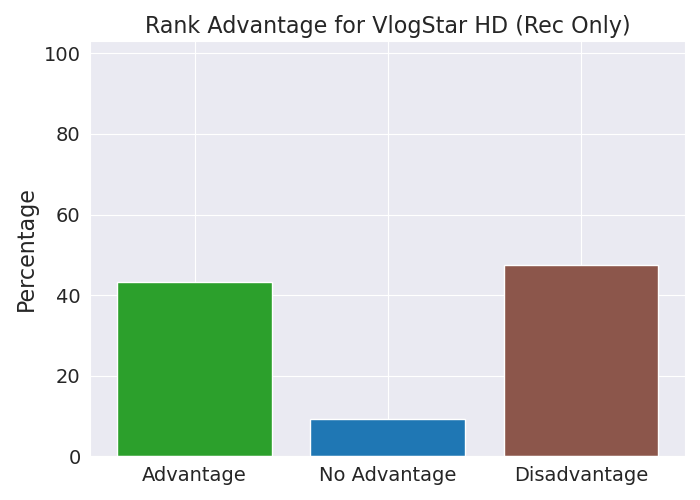 Rank Advantage for VlogStar HD (Rec Only)
Percentage
100
80
60
40
20
0
Advantage
No Advantage
Disadvantage